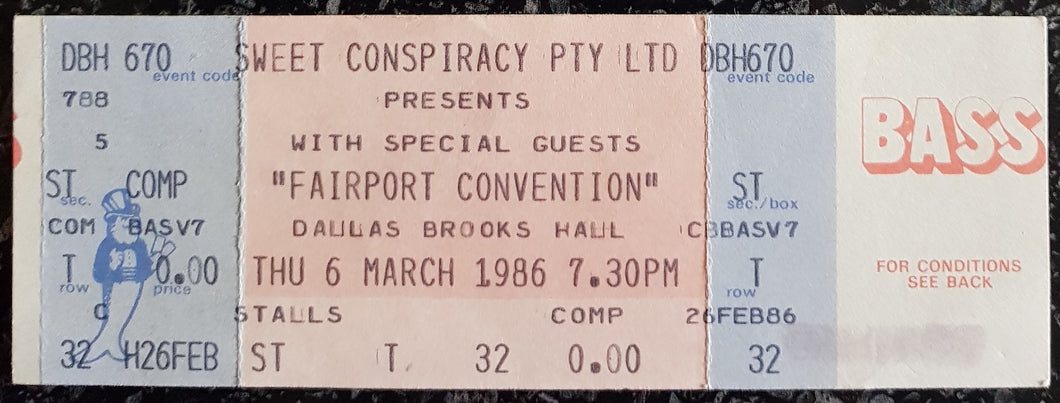 DBH 670 SWEET CONSPIRACY PTY LTD DBH670
event code event code
788 PRESENTS
5 WITH SPECIAL GUESTS
BASS
ST COMP "FAIRPORT CONVENTION" ST
sec. sec./box
COM BASV7 DALLAS BROOKS HALL CBBASV7
T 0.00 THU 6 MARCH 1986 7.30PM T
row price row
FOR CONDITIONS
SEE BACK
C STALLS COMP 26FEB86
32 H26FEB ST T 32 0.00 32